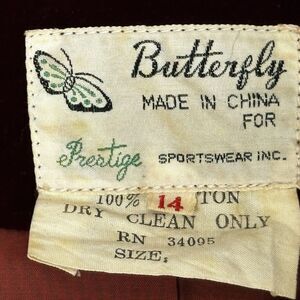 Butterfly
MADE IN CHINA
FOR
Prestige SPORTSWEAR INC.
100% 14 TON
DRY CLEAN ONLY
RN 34095
SIZE.